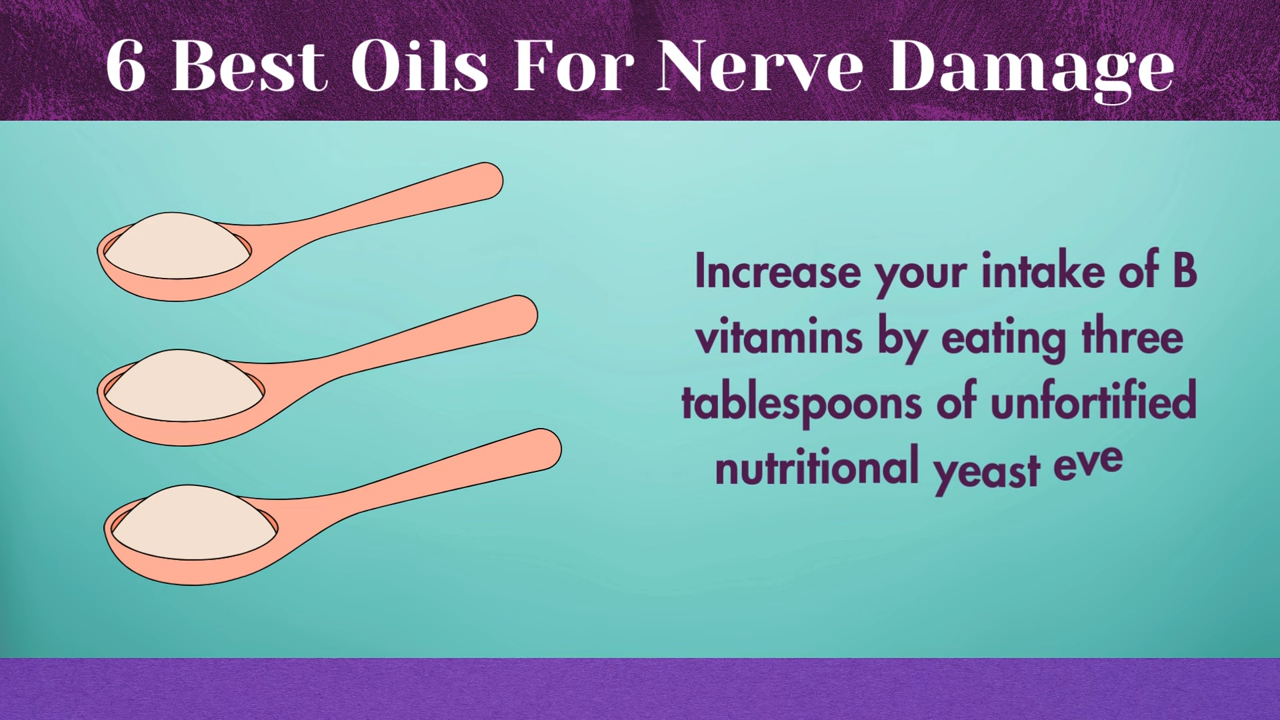 6 Best Oils For Nerve Damage
Increase your intake of B
vitamins by eating three
tablespoons of unfortified
nutritional yeast eve